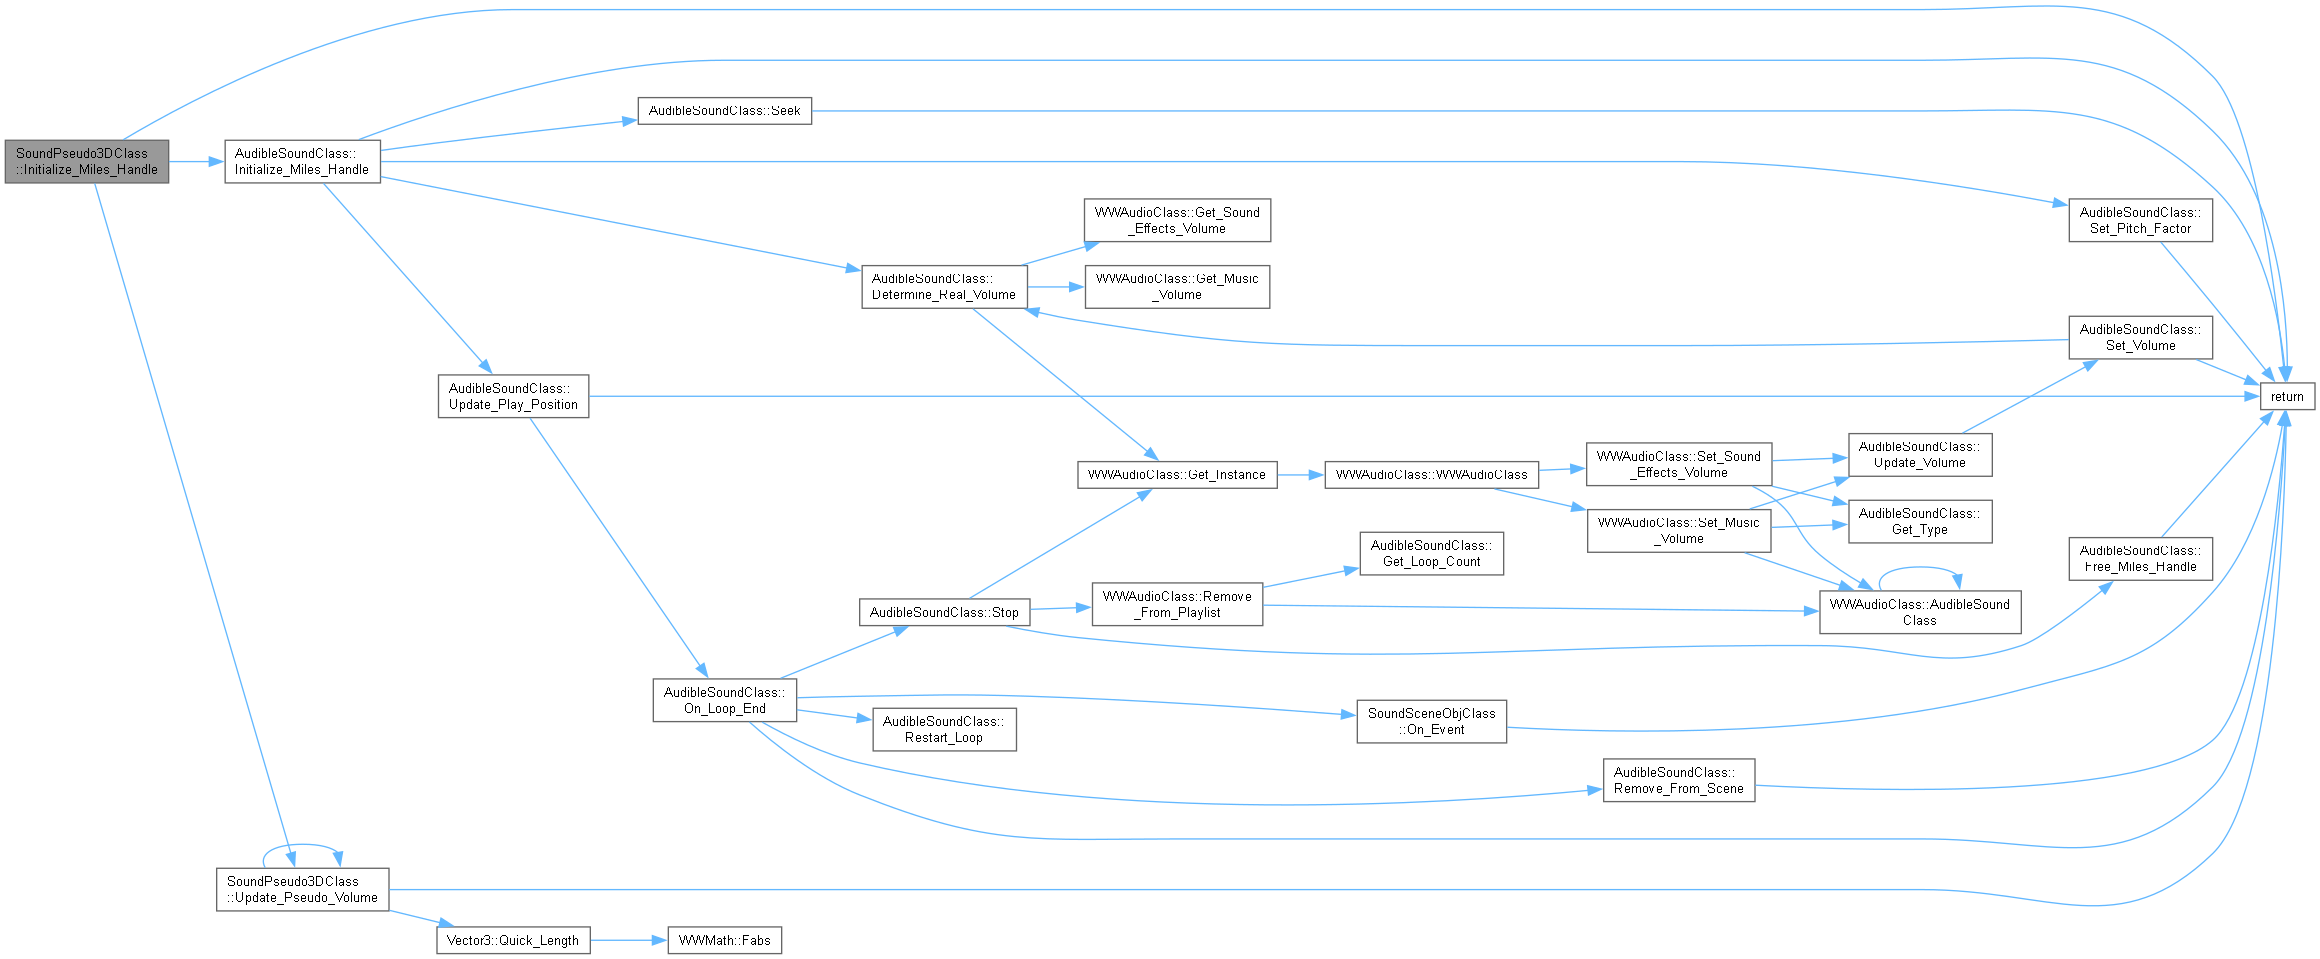 SoundPseudo3DClass
::Initialize_Miles_Handle
AudibleSoundClass::
Initialize_Miles_Handle
AudibleSoundClass::Seek
AudibleSoundClass::
Set_Pitch_Factor
WWAudioClass::Get_Sound
_Effects_Volume
AudibleSoundClass::
Determine_Real_Volume
WWAudioClass::Get_Music
_Volume
AudibleSoundClass::
Set_Volume
AudibleSoundClass::
Update_Play_Position
return
WWAudioClass::Get_Instance
WWAudioClass::WWAudioClass
WWAudioClass::Set_Sound
_Effects_Volume
AudibleSoundClass::
Update_Volume
WWAudioClass::Set_Music
_Volume
AudibleSoundClass::
Get_Type
AudibleSoundClass::
Get_Loop_Count
AudibleSoundClass::
Free_Miles_Handle
AudibleSoundClass::Stop
WWAudioClass::Remove
_From_Playlist
WWAudioClass::AudibleSound
Class
AudibleSoundClass::
On_Loop_End
AudibleSoundClass::
Restart_Loop
SoundSceneObjClass
::On_Event
AudibleSoundClass::
Remove_From_Scene
SoundPseudo3DClass
::Update_Pseudo_Volume
Vector3::Quick_Length
WWMath::Fabs